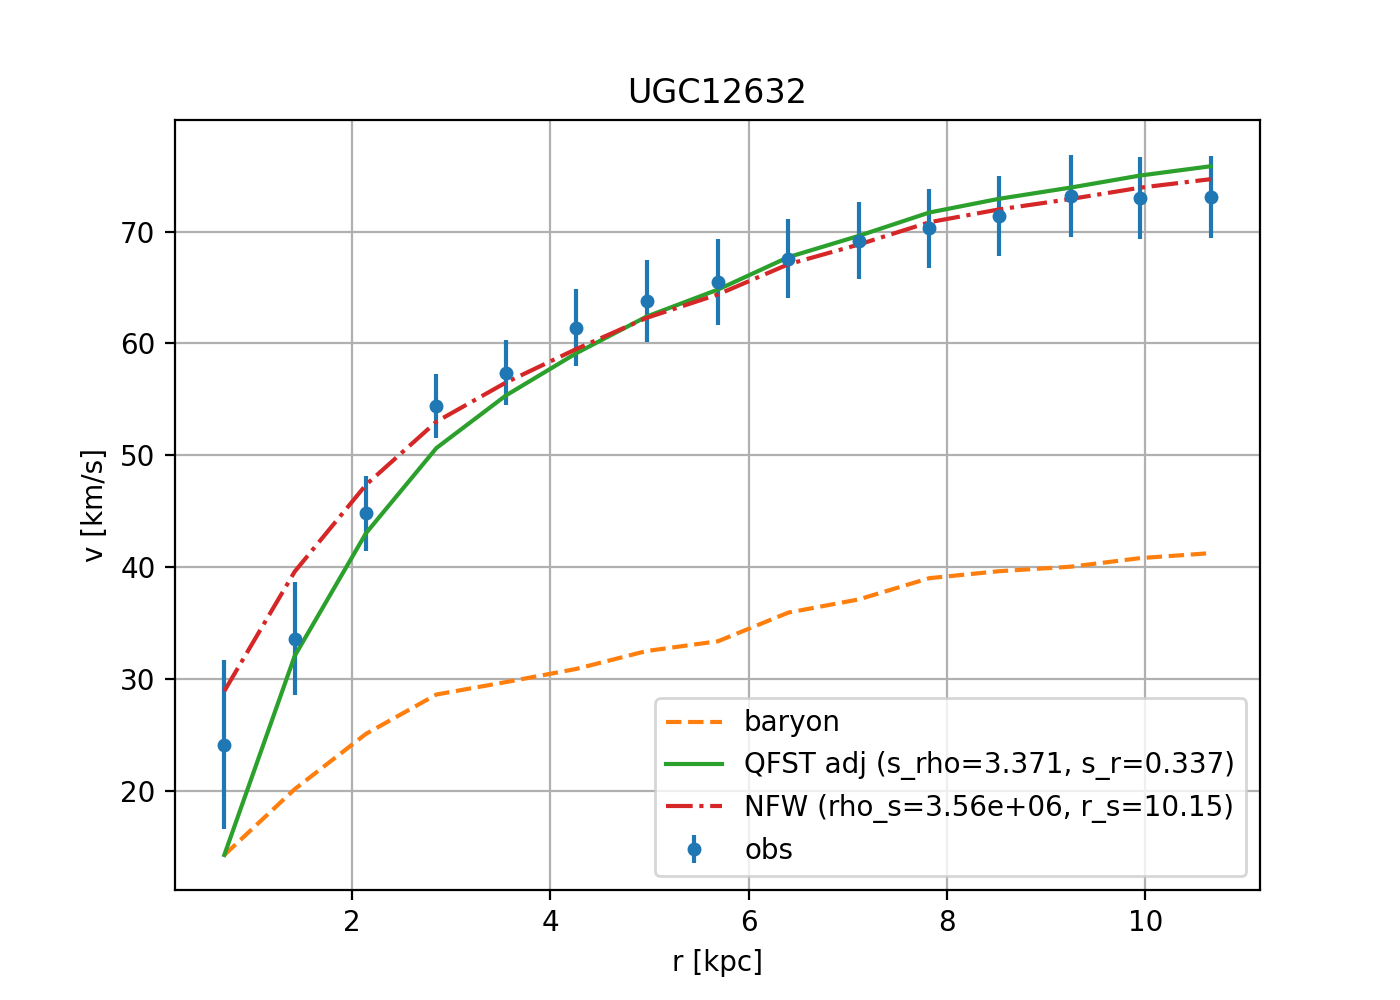 UGC12632
70
60
50
40
30
20
v [km/s]
baryon
QFST adj (s_rho=3.371, s_r=0.337)
NFW (rho_s=3.56e+06, r_s=10.15)
obs
2 4 6 8 10
r [kpc]